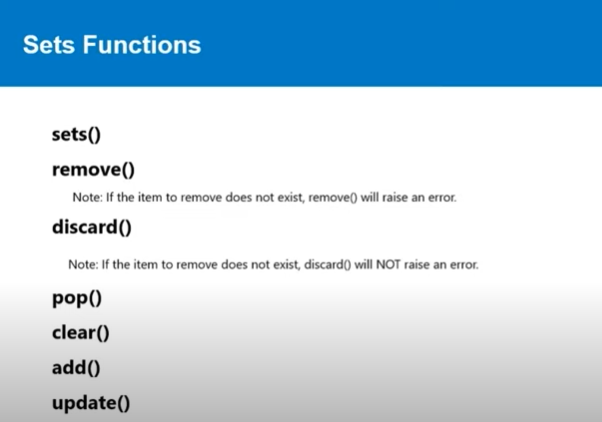 Sets Functions
sets()
remove()
Note: If the item to remove does not exist, remove() will raise an error.
discard()
Note: If the item to remove does not exist, discard() will NOT raise an error.
pop()
clear()
add()
update()